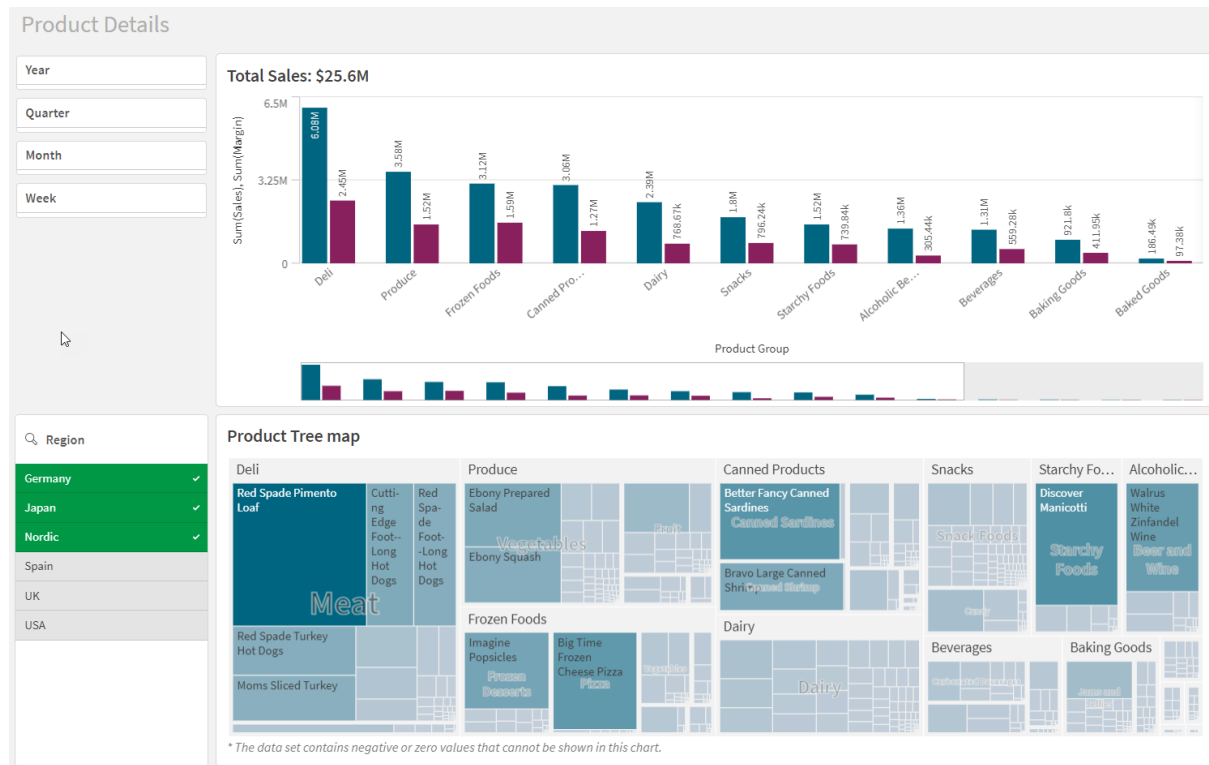 Product Details
Year
Quarter
Month
Week
Total Sales: $25.6M
Sum(Sales), Sum(Margin)
6.5M
3.25M
0
6.08M
2.45M
3.58M
1.52M
3.12M
1.59M
3.06M
1.27M
2.39M
768.67k
1.8M
796.24k
1.52M
739.84k
1.36M
305.44k
1.31M
559.28k
921.8k
411.95k
186.49k
97.38k
Deli
Produce
Frozen Foods
Canned Pro...
Dairy
Snacks
Starchy Foods
Alcoholic Be...
Beverages
Baking Goods
Baked Goods
Product Group
Region
Germany
Japan
Nordic
Spain
UK
USA
Product Tree map
Deli
Red Spade Pimento
Loaf
Cutti-
ng
Edge
Foot-
-Long
Hot
Dogs
Red
Spa-
de
Foot-
-Long
Hot
Dogs
Meat
Red Spade Turkey
Hot Dogs
Moms Sliced Turkey
Produce
Ebony Prepared
Salad
Vegetables
Ebony Squash
Fruit
Frozen Foods
Imagine
Popsicles
Frozen
Desserts
Big Time
Frozen
Cheese Pizza
Pizza
Vegetables
Canned Products
Better Fancy Canned
Sardines
Canned Sardines
Bravo Large Canned
Shrimp
Canned Shrimp
Dairy
Dairy
Snacks
Snack Foods
Candy
Starchy Fo...
Discover
Manicotti
Starchy
Foods
Alcoholic...
Walrus
White
Zinfandel
Wine
Beer and
Wine
Beverages
Carbonated Beverages
Baking Goods
Jams and
* The data set contains negative or zero values that cannot be shown in this chart.